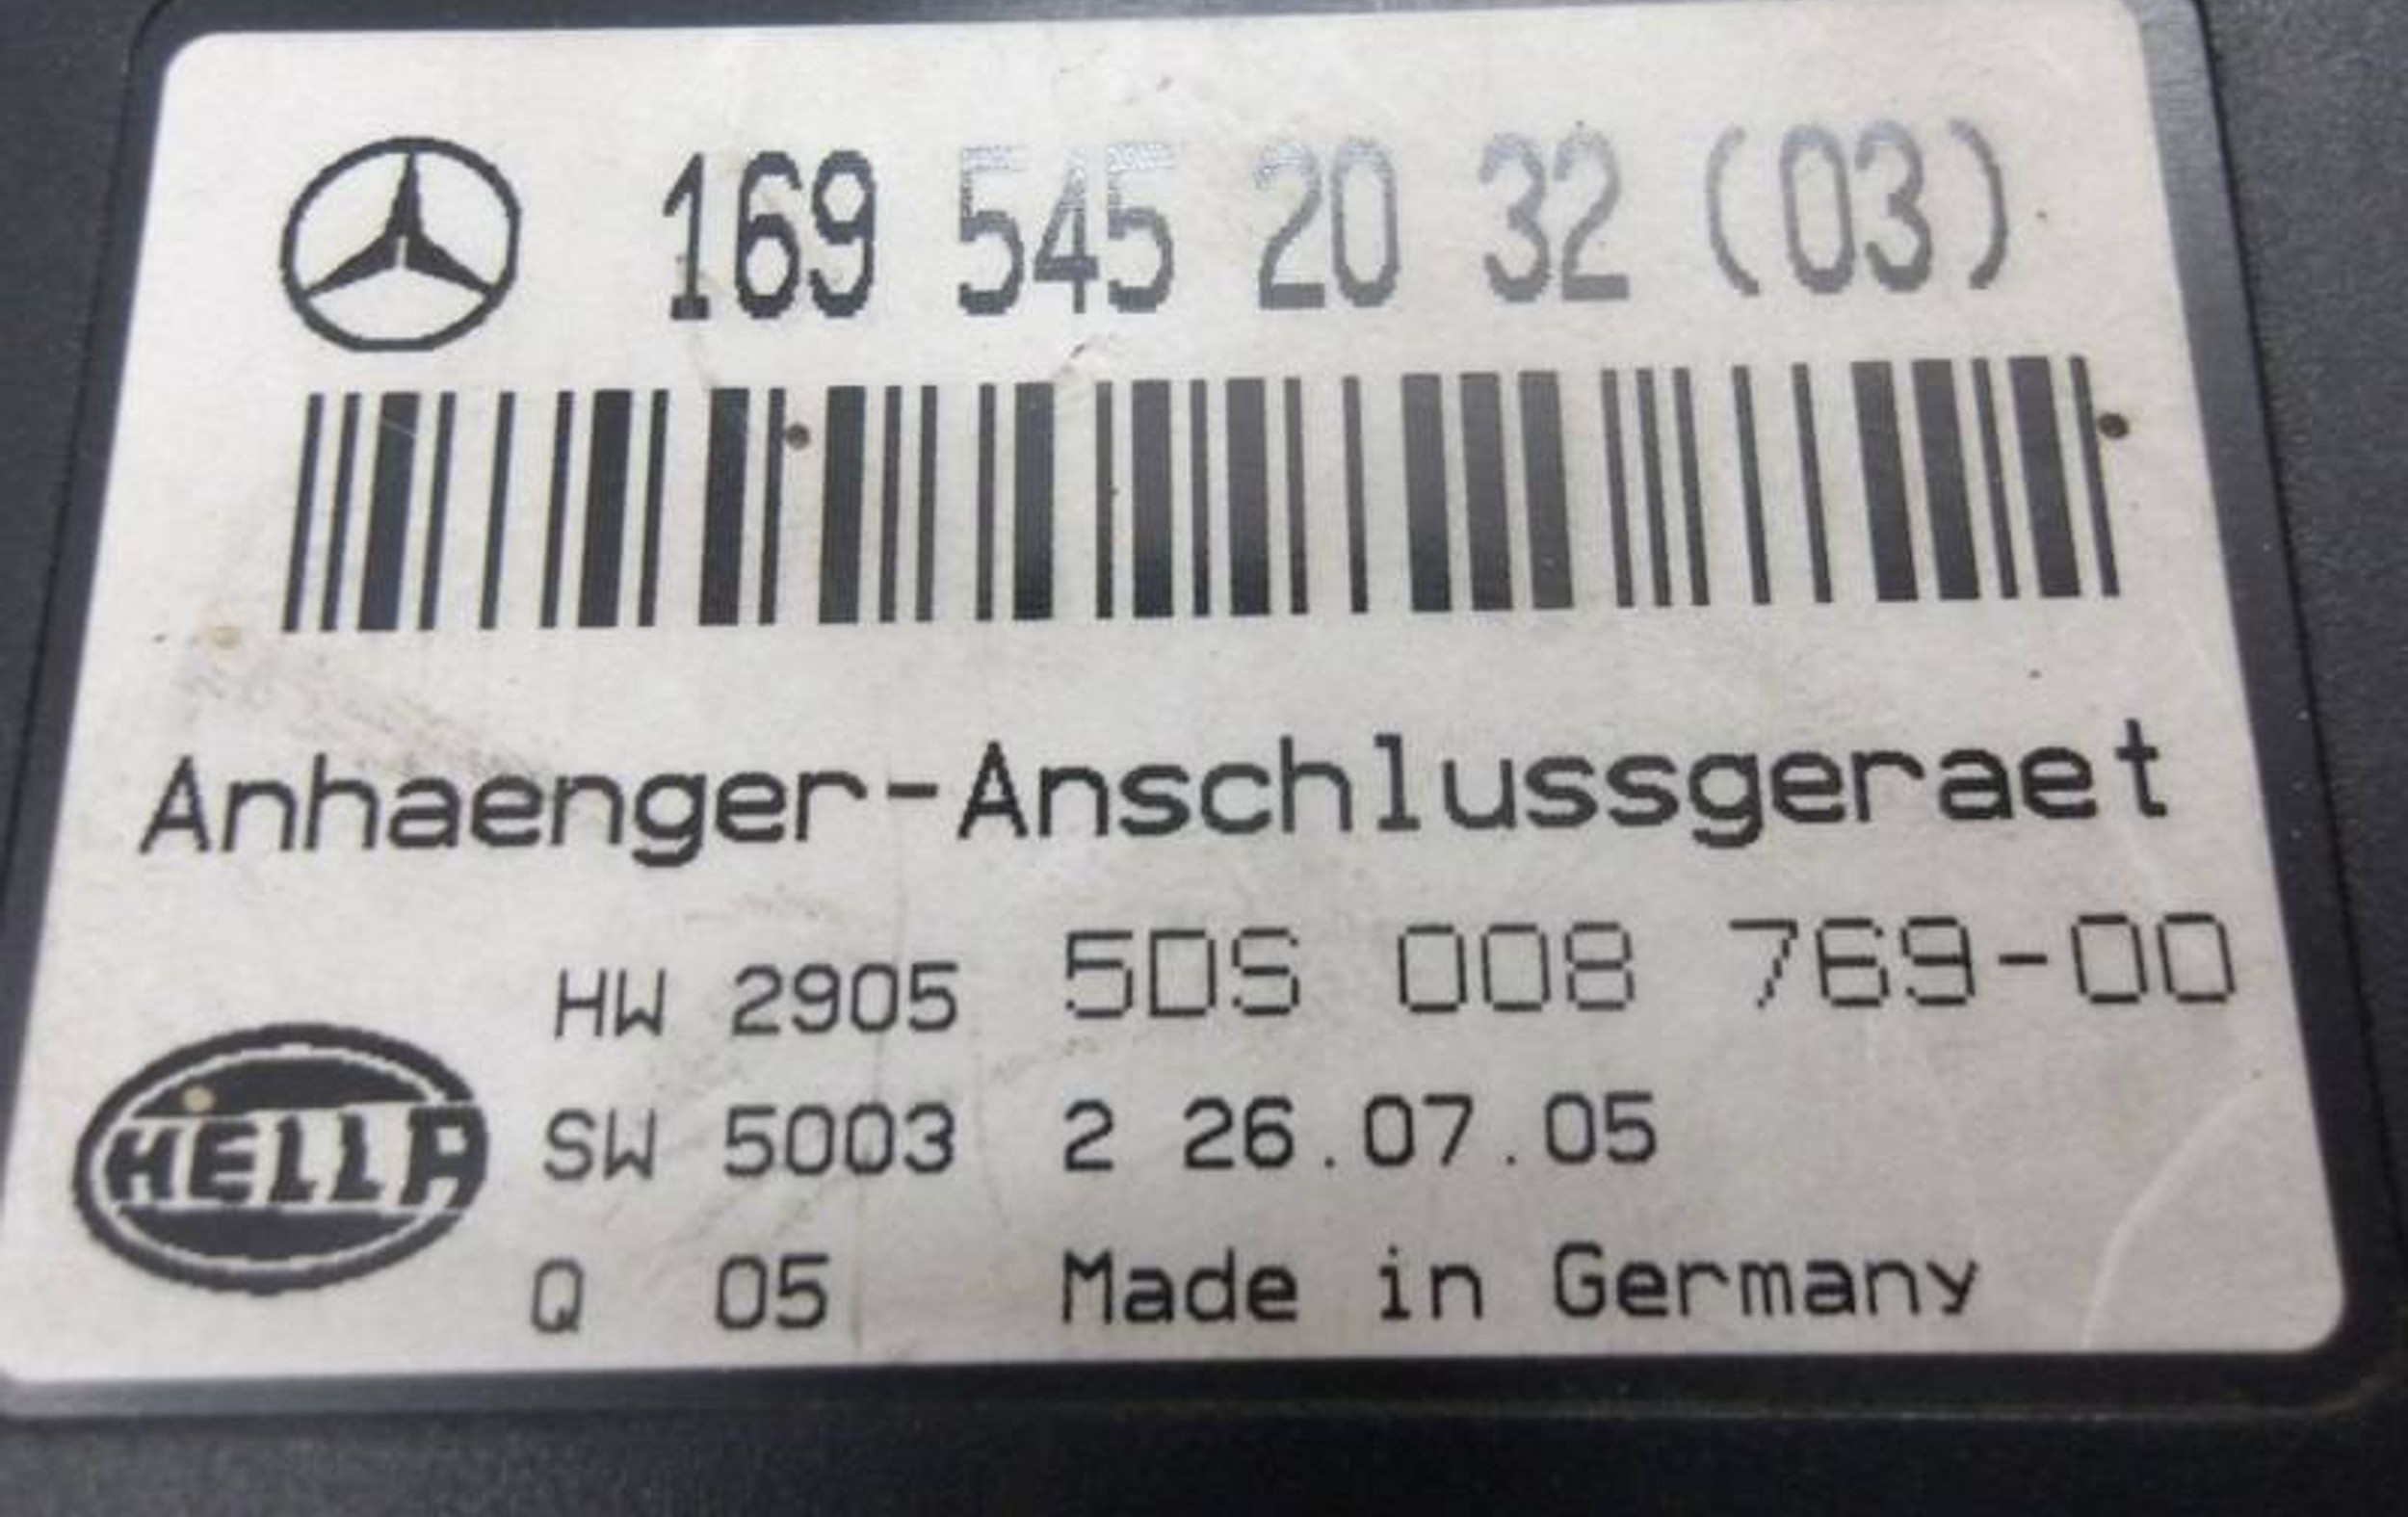 169 545 20 32 (03)
Anhaenger-Anschlussgeraet
HW 2905 5DS 008 769-00
HELLA SW 5003 2 26.07.05
Q 05 Made in Germany